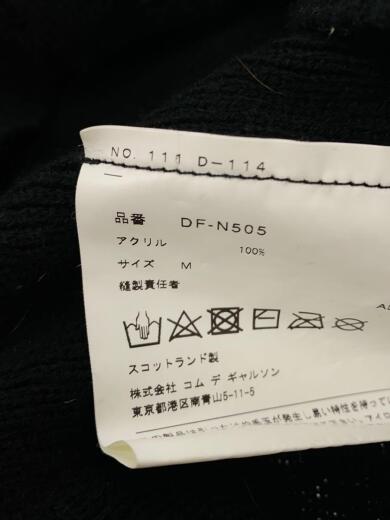 NO. 111 D-114
品番 DF-N505
アクリル 100%
サイズ M
縫製責任者
スコットランド製
株式会社 コム デ ギャルソン
東京都港区南青山5-11-5